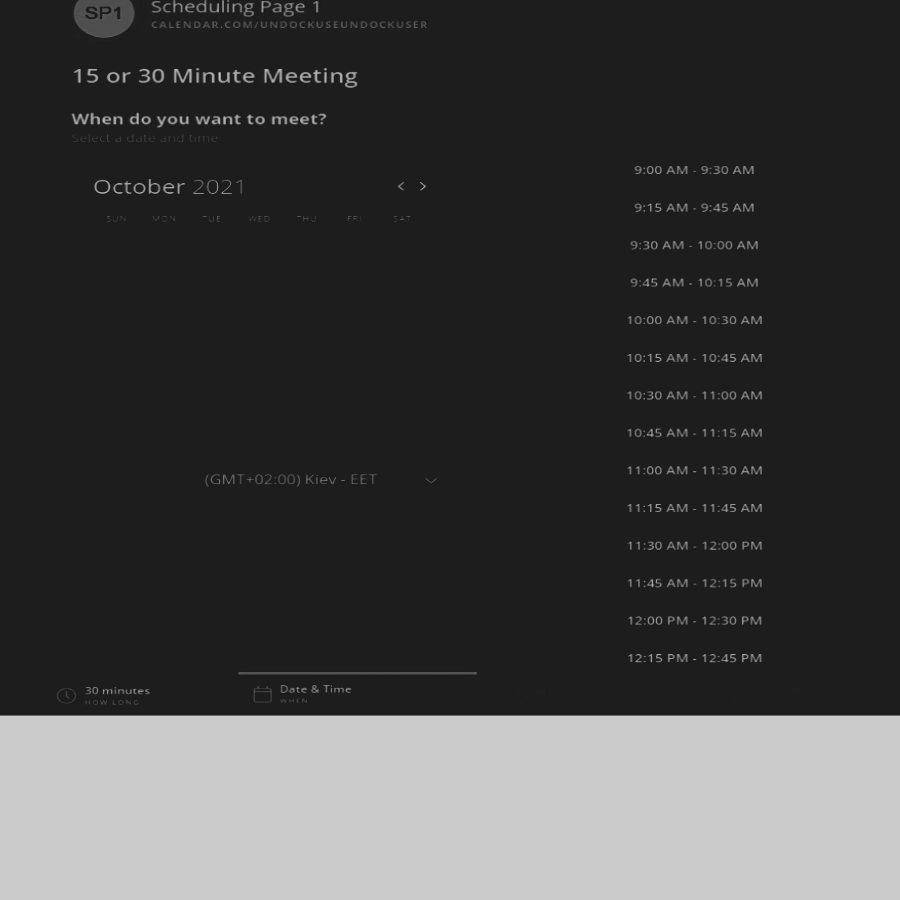 SP1
Scheduling Page 1
CALENDAR.COM/UNDOCKUSEUNDOCKUSER
15 or 30 Minute Meeting
When do you want to meet?
Select a date and time
October 2021 < >
SUN MON TUE WED THU FRI SAT
(GMT+02:00) Kiev - EET
9:00 AM - 9:30 AM
9:15 AM - 9:45 AM
9:30 AM - 10:00 AM
9:45 AM - 10:15 AM
10:00 AM - 10:30 AM
10:15 AM - 10:45 AM
10:30 AM - 11:00 AM
10:45 AM - 11:15 AM
11:00 AM - 11:30 AM
11:15 AM - 11:45 AM
11:30 AM - 12:00 PM
11:45 AM - 12:15 PM
12:00 PM - 12:30 PM
12:15 PM - 12:45 PM
30 minutes
HOW LONG
Date & Time
WHEN